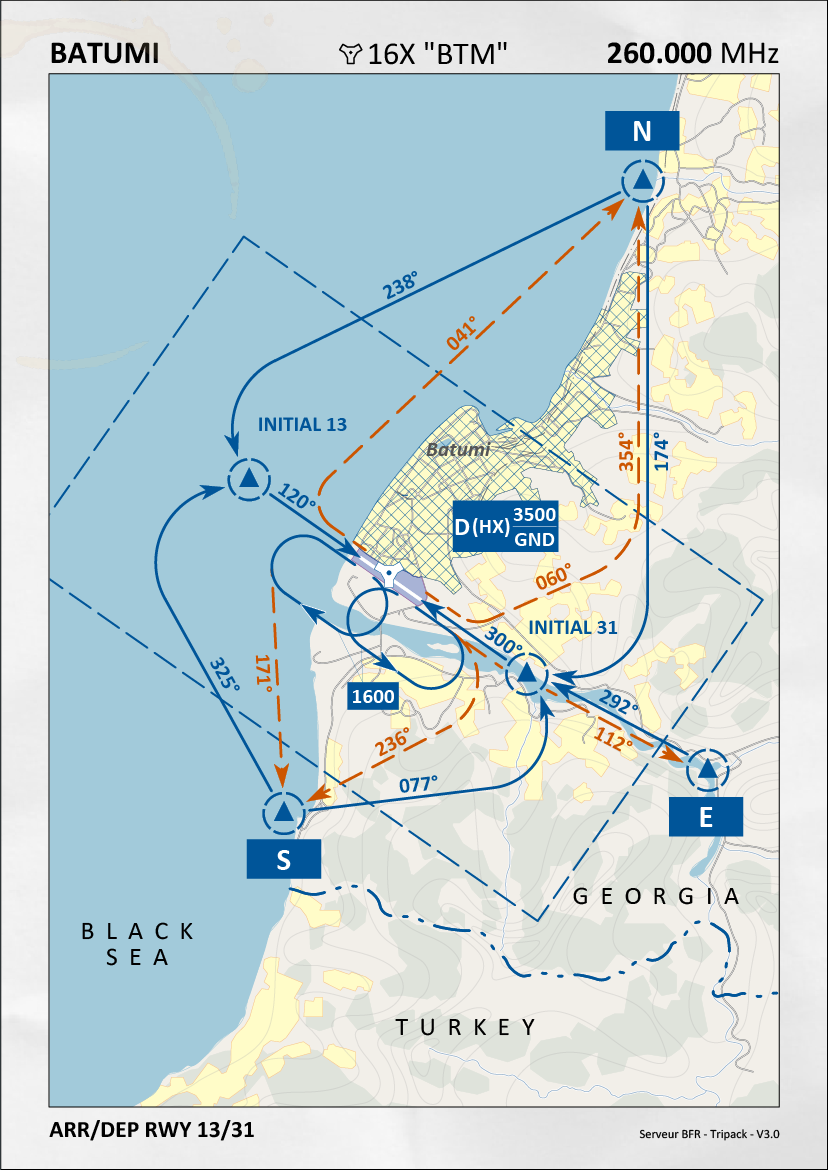 BATUMI
16X "BTM"
260.000 MHz
N
238°
041°
INITIAL 13
Batumi
354°
174°
120°
D(HX) 3500
GND
060°
INITIAL 31
300°
325°
171°
1600
292°
236°
112°
077°
E
S
GEORGIA
BLACK
SEA
TURKEY
ARR/DEP RWY 13/31
Serveur BFR - Tripack - V3.0